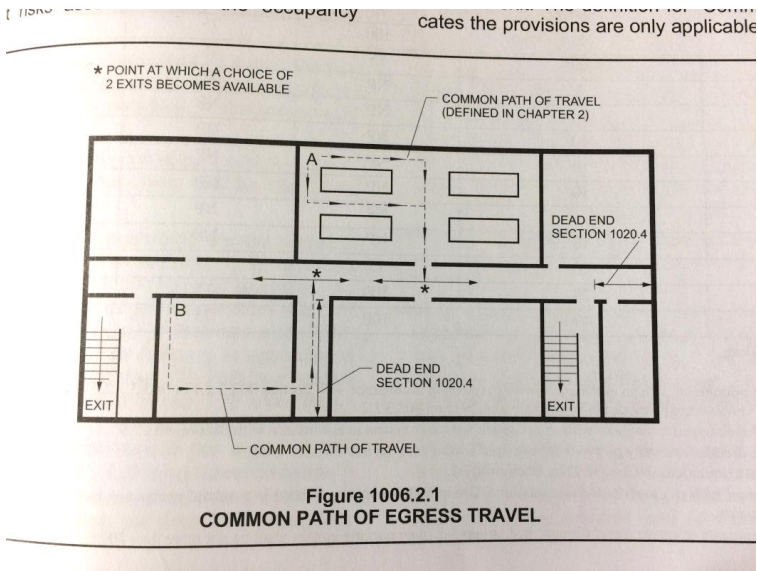 the occupancy
cates the provisions are only applicable
* POINT AT WHICH A CHOICE OF
2 EXITS BECOMES AVAILABLE
COMMON PATH OF TRAVEL
(DEFINED IN CHAPTER 2)
A
DEAD END
SECTION 1020.4
*
*
B
DEAD END
SECTION 1020.4
EXIT
EXIT
COMMON PATH OF TRAVEL
Figure 1006.2.1
COMMON PATH OF EGRESS TRAVEL